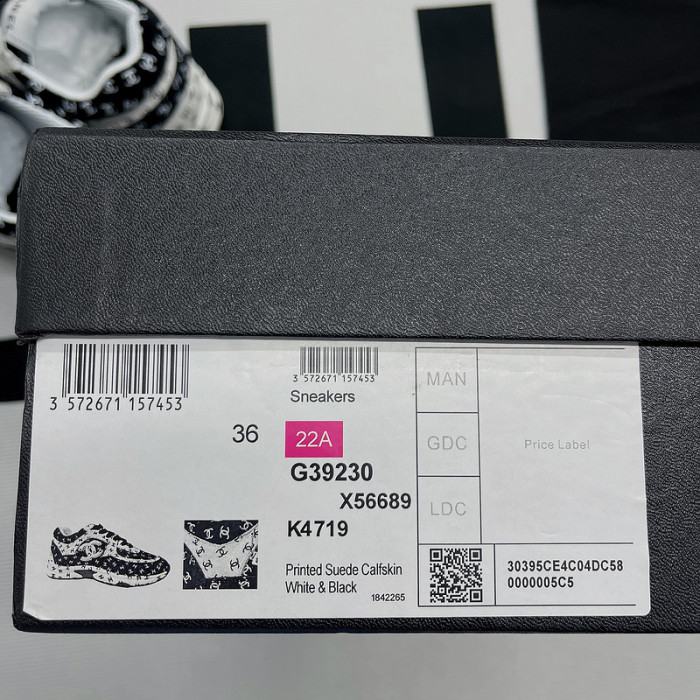 3 572671 157453
3 572671 157453
Sneakers
36
22A
G39230
X56689
K4719
Printed Suede Calfskin
White & Black
1842265
MAN
GDC
LDC
Price Label
30395CE4C04DC58
0000005C5